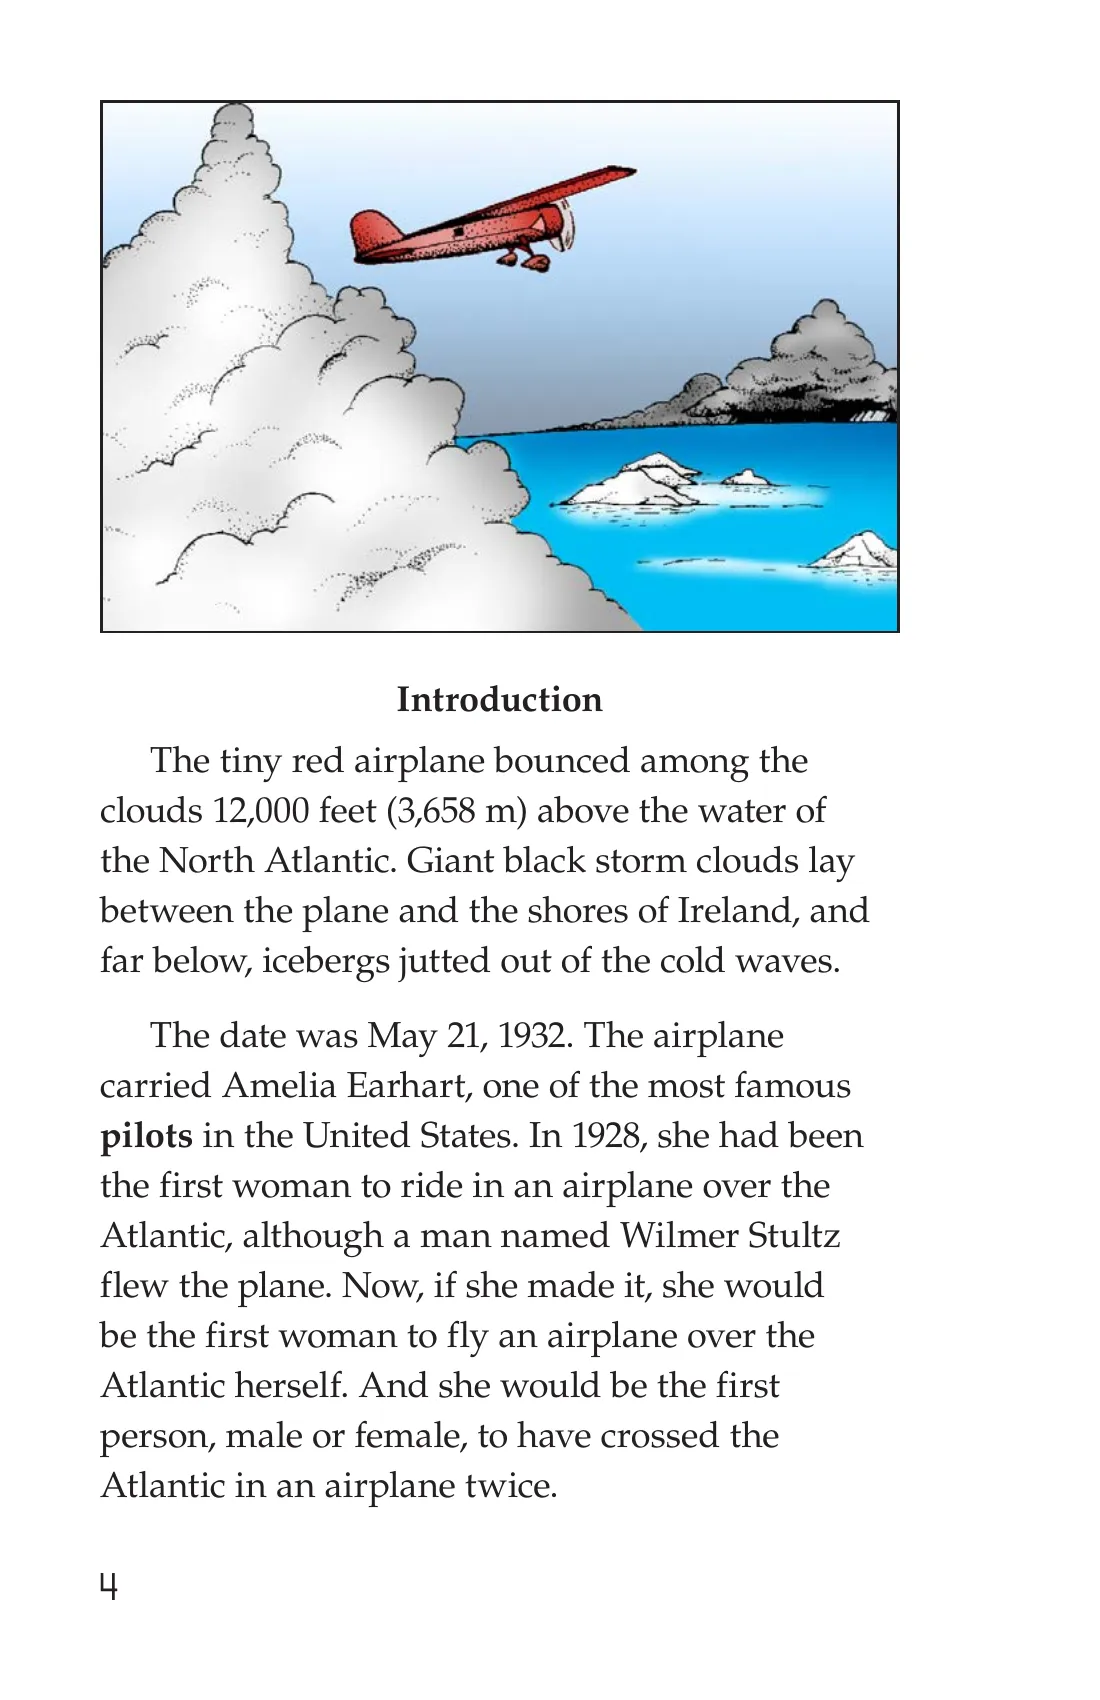 Introduction
The tiny red airplane bounced among the
clouds 12,000 feet (3,658 m) above the water of
the North Atlantic. Giant black storm clouds lay
between the plane and the shores of Ireland, and
far below, icebergs jutted out of the cold waves.
The date was May 21, 1932. The airplane
carried Amelia Earhart, one of the most famous
pilots in the United States. In 1928, she had been
the first woman to ride in an airplane over the
Atlantic, although a man named Wilmer Stultz
flew the plane. Now, if she made it, she would
be the first woman to fly an airplane over the
Atlantic herself. And she would be the first
person, male or female, to have crossed the
Atlantic in an airplane twice.
4